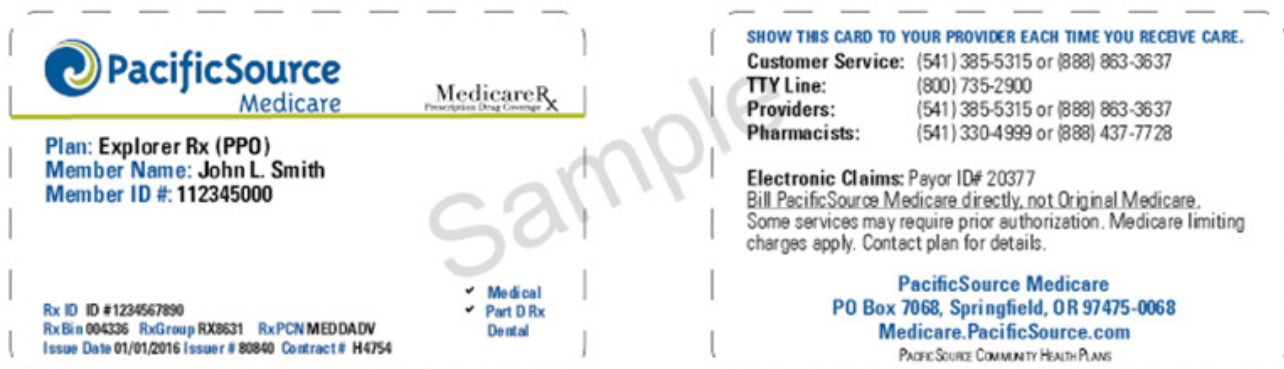 PacificSource
Medicare
MedicareRx
Prescription Drug Coverage
Plan: Explorer Rx (PPO)
Member Name: John L. Smith
Member ID #: 112345000
Rx ID ID #1234567890
RxBin 004336 RxGroup RX8631 RxPCN MEDDADV
Issue Date 01/01/2016 Issuer # 80840 Contract # H4754
✓ Medical
✓ Part D Rx
Dental
Sample
SHOW THIS CARD TO YOUR PROVIDER EACH TIME YOU RECEIVE CARE.
Customer Service: (541) 385-5315 or (888) 863-3637
TTY Line: (800) 735-2900
Providers: (541) 385-5315 or (888) 863-3637
Pharmacists: (541) 330-4999 or (888) 437-7728
Electronic Claims: Payor ID# 20377
Bill PacificSource Medicare directly, not Original Medicare.
Some services may require prior authorization. Medicare limiting
charges apply. Contact plan for details.
PacificSource Medicare
PO Box 7068, Springfield, OR 97475-0068
Medicare.PacificSource.com
PACIFICSOURCE COMMUNITY HEALTH PLANS